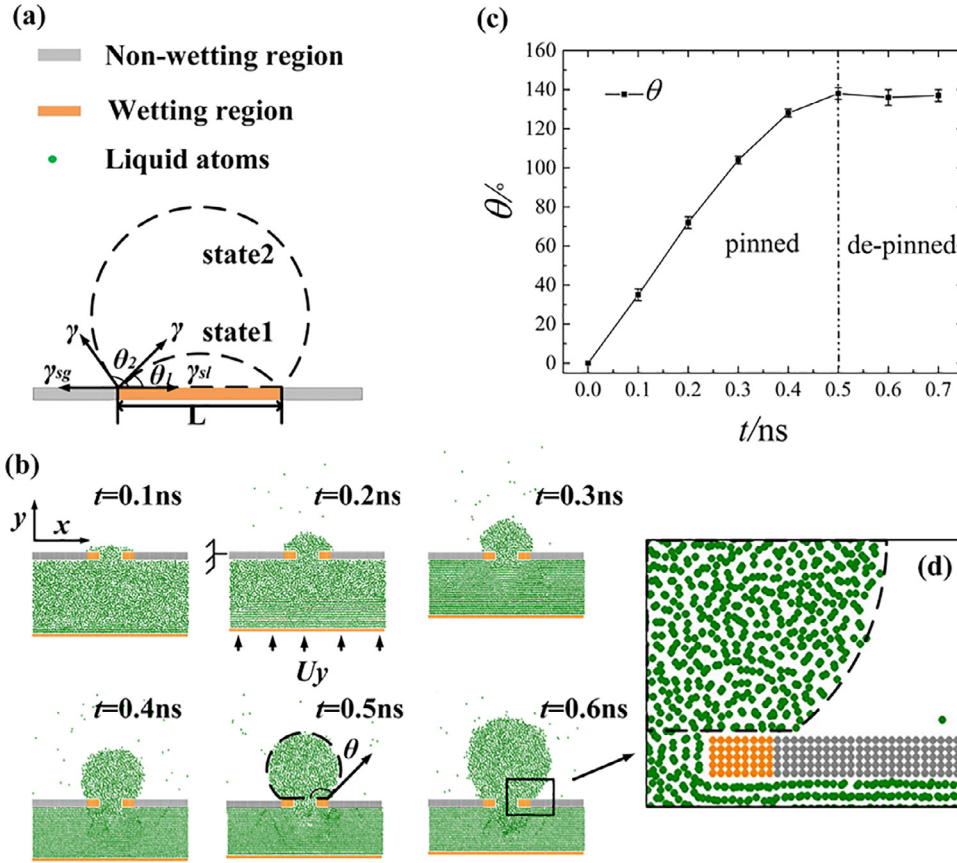 (a)
Non-wetting region
Wetting region
Liquid atoms
state2
state1
γ
γ
θ2
θ1
γsg
γsl
L
(c)
160
140
120
100
80
60
40
20
0
θ/°
θ
pinned
de-pinned
0.0 0.1 0.2 0.3 0.4 0.5 0.6 0.7
t/ns
(b)
t=0.1ns
t=0.2ns
t=0.3ns
y
x
Uy
t=0.4ns
t=0.5ns
t=0.6ns
θ
(d)